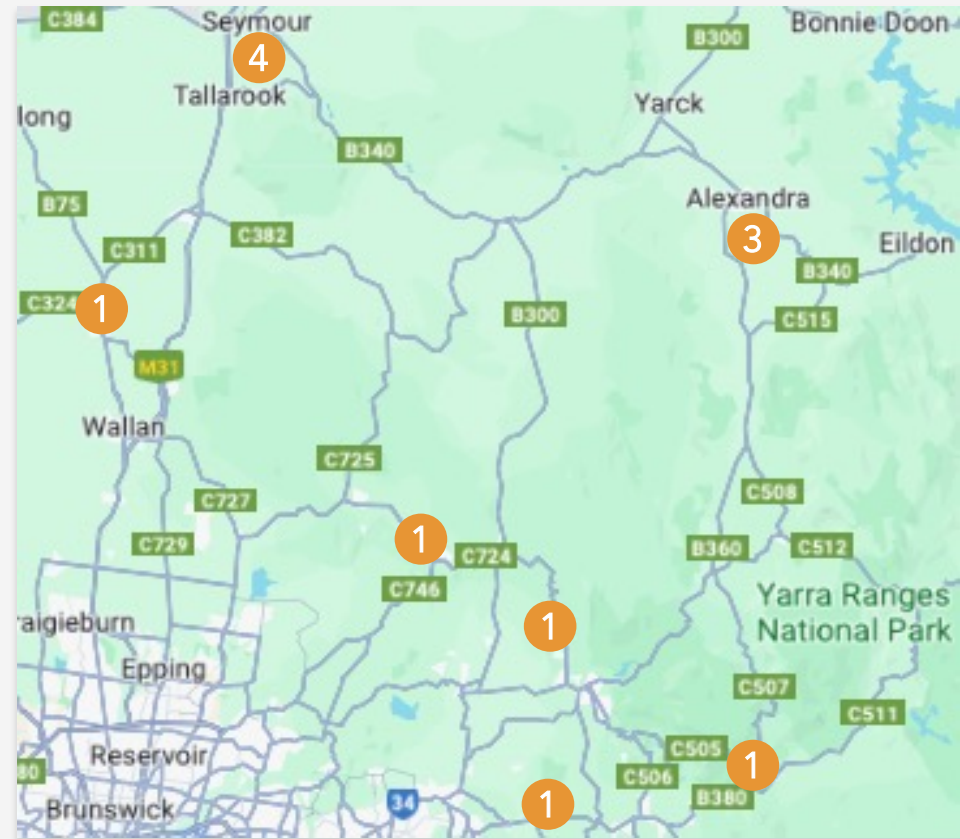 C384
Seymour
B300
Bonnie Doon
4
Tallarook
Yarck
long
B340
B75
Alexandra
C382
C311
3
Eildon
B340
C324
1
B300
C515
M31
Wallan
C725
C508
C727
1
C729
C724
B360
C512
C746
Yarra Ranges
National Park
raigieburn
1
Epping
C507
C511
Reservoir
C505
1
80
C506
B380
34
1
Brunswick